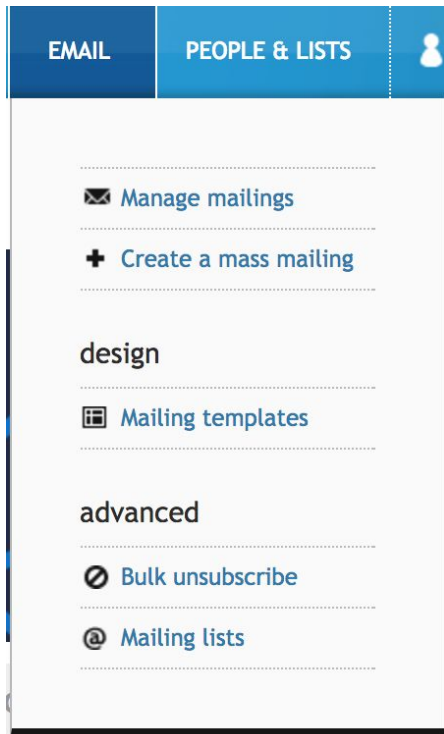 EMAIL PEOPLE & LISTS
Manage mailings
Create a mass mailing
design
Mailing templates
advanced
Bulk unsubscribe
Mailing lists